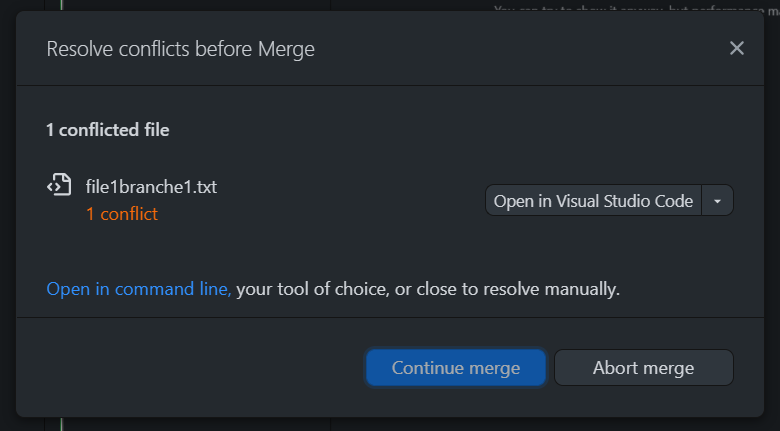 Resolve conflicts before Merge
1 conflicted file
file1branche1.txt
Open in Visual Studio Code
1 conflict
Open in command line, your tool of choice, or close to resolve manually.
Continue merge
Abort merge